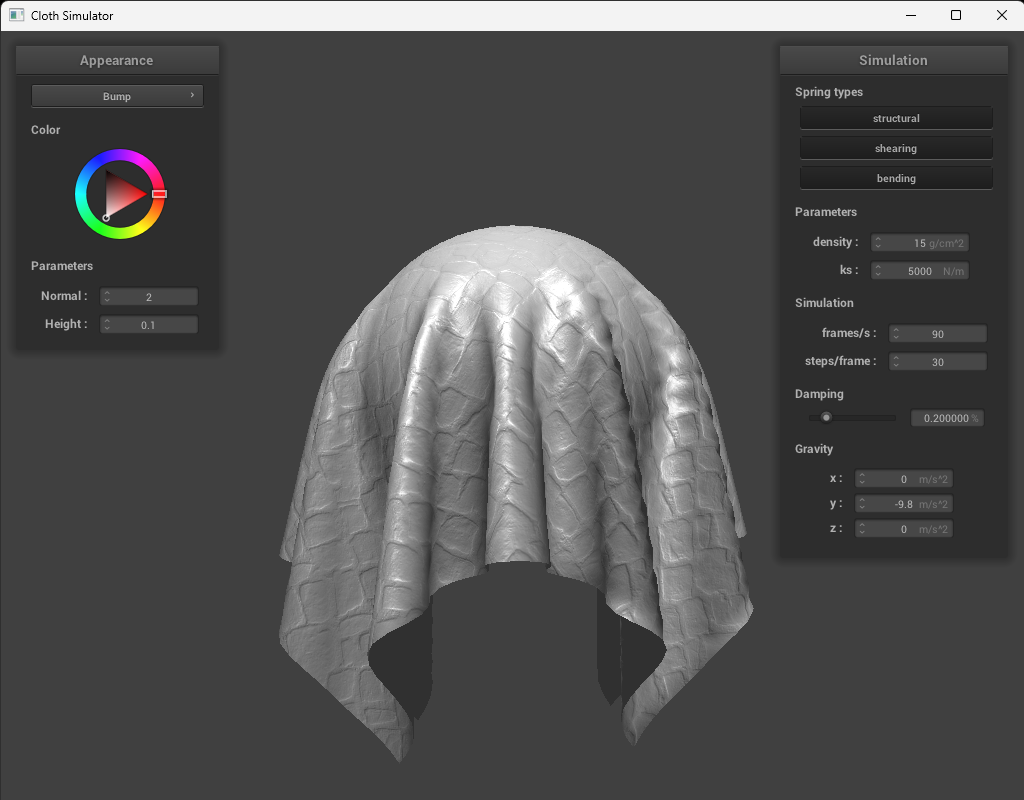 Cloth Simulator
Appearance
Bump
Color
Parameters
Normal : 2
Height : 0.1
Simulation
Spring types
structural
shearing
bending
Parameters
density : 15 g/cm^2
ks : 5000 N/m
Simulation
frames/s : 90
steps/frame : 30
Damping
0.200000 %
Gravity
x : 0 m/s^2
y : -9.8 m/s^2
z : 0 m/s^2